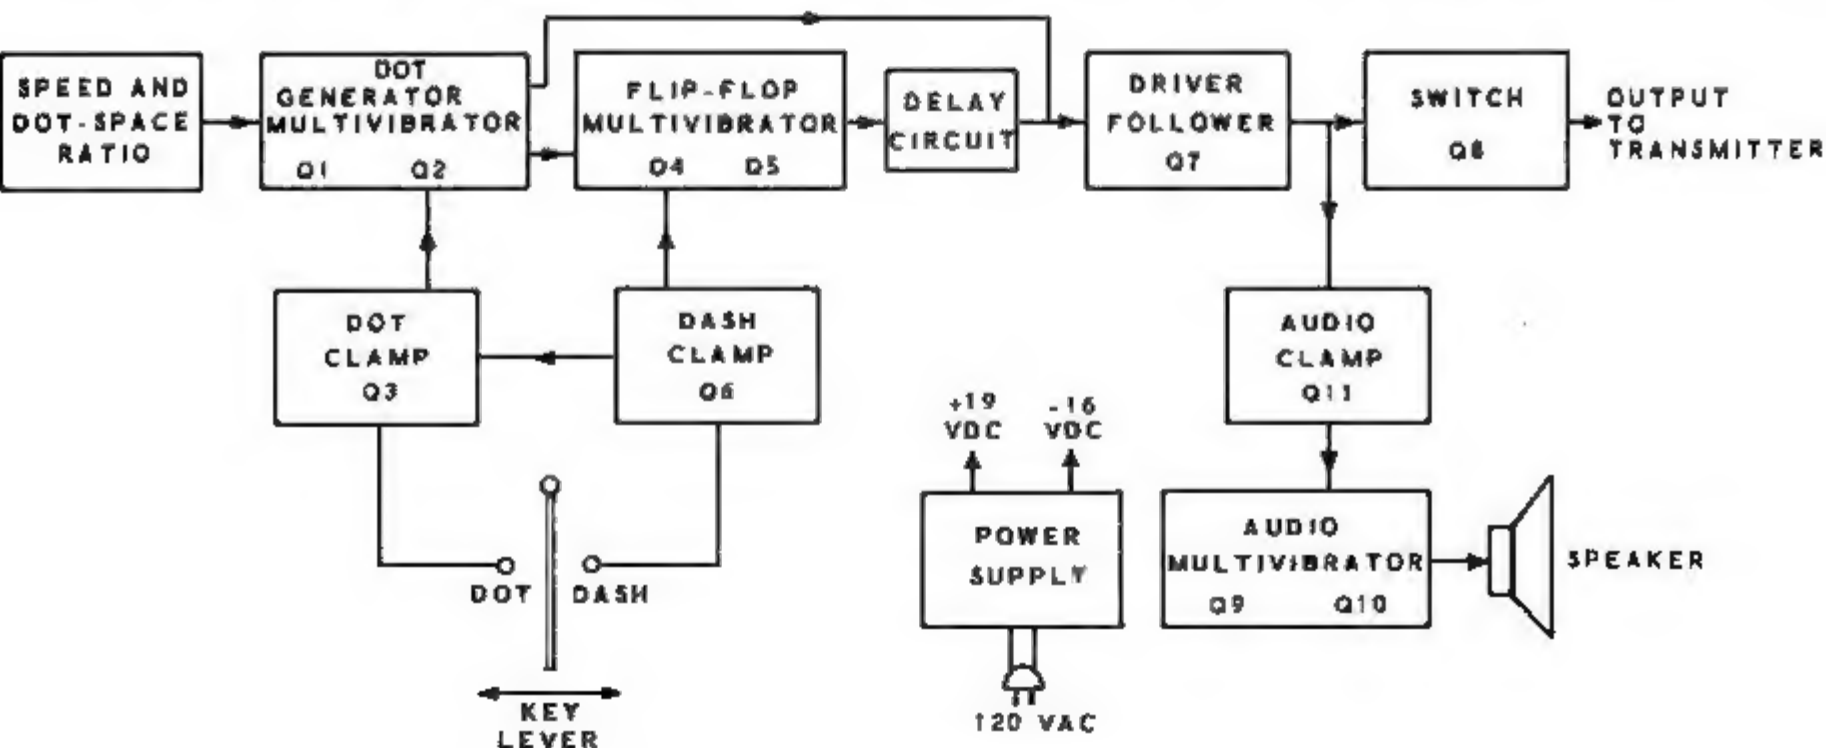 SPEED AND
DOT-SPACE
RATIO
DOT
GENERATOR
MULTIVIBRATOR
Q1 Q2
FLIP-FLOP
MULTIVIBRATOR
Q4 Q5
DELAY
CIRCUIT
DRIVER
FOLLOWER
Q7
SWITCH
Q8
OUTPUT
TO
TRANSMITTER
DOT
CLAMP
Q3
DASH
CLAMP
Q6
AUDIO
CLAMP
Q11
+19
VDC
-16
VDC
POWER
SUPPLY
120 VAC
AUDIO
MULTIVIBRATOR
Q9 Q10
SPEAKER
DOT DASH
KEY
LEVER